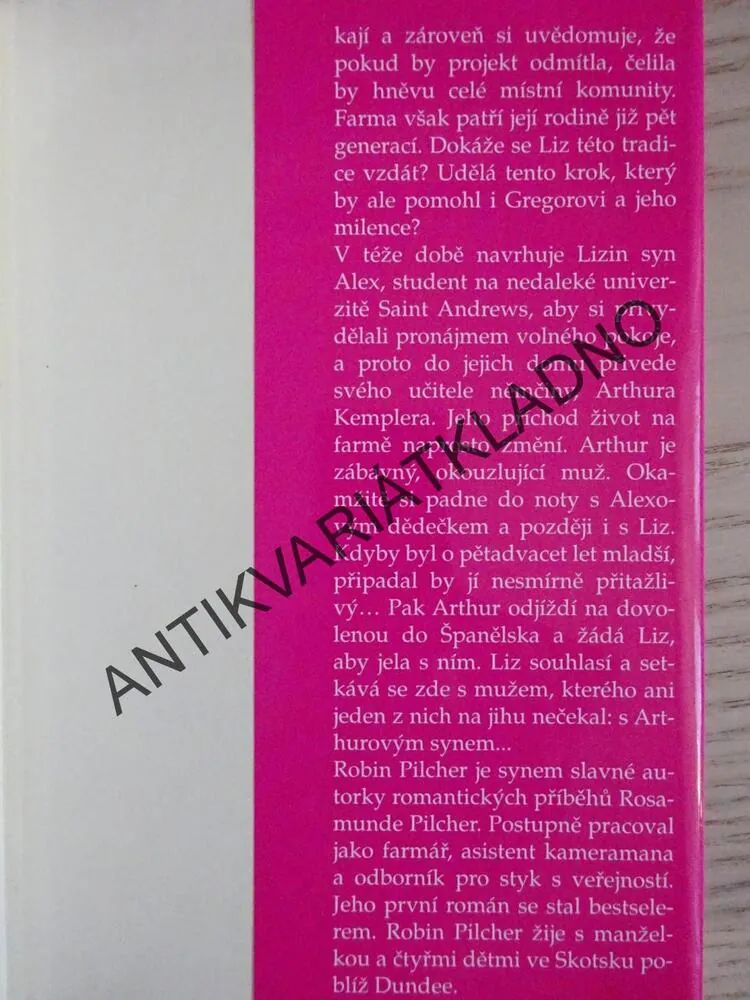 kají a zároveň si uvědomuje, že
pokud by projekt odmítla, čelila
by hněvu celé místní komunity.
Farma však patří její rodině již pět
generací. Dokáže se Liz této tradi-
ce vzdát? Udělá tento krok, který
by ale pomohl i Gregorovi a jeho
milence?
V téže době navrhuje Lizin syn
Alex, student na nedaleké univer-
zitě Saint Andrews, aby si přivy-
dělali pronájmem volného pokoje,
a proto do jejich domu přivede
svého učitele němčiny Arthura
Kemplera. Jeho příchod život na
farmě naprosto změní. Arthur je
zábavný, okouzlující muž. Oka-
mžitě si padne do noty s Alexo-
vým dědečkem a později i s Liz.
Kdyby byl o pětadvacet let mladší,
připadal by jí nesmírně přitažli-
vý… Pak Arthur odjíždí na dovo-
lenou do Španělska a žádá Liz,
aby jela s ním. Liz souhlasí a set-
kává se zde s mužem, kterého ani
jeden z nich na jihu nečekal: s Art-
hurovým synem...
Robin Pilcher je synem slavné au-
torky romantických příběhů Rosa-
munde Pilcher. Postupně pracoval
jako farmář, asistent kameramana
a odborník pro styk s veřejností.
Jeho první román se stal bestsele-
rem. Robin Pilcher žije s manžel-
kou a čtyřmi dětmi ve Skotsku po-
blíž Dundee.
ANTIKVARIÁTKLADNO